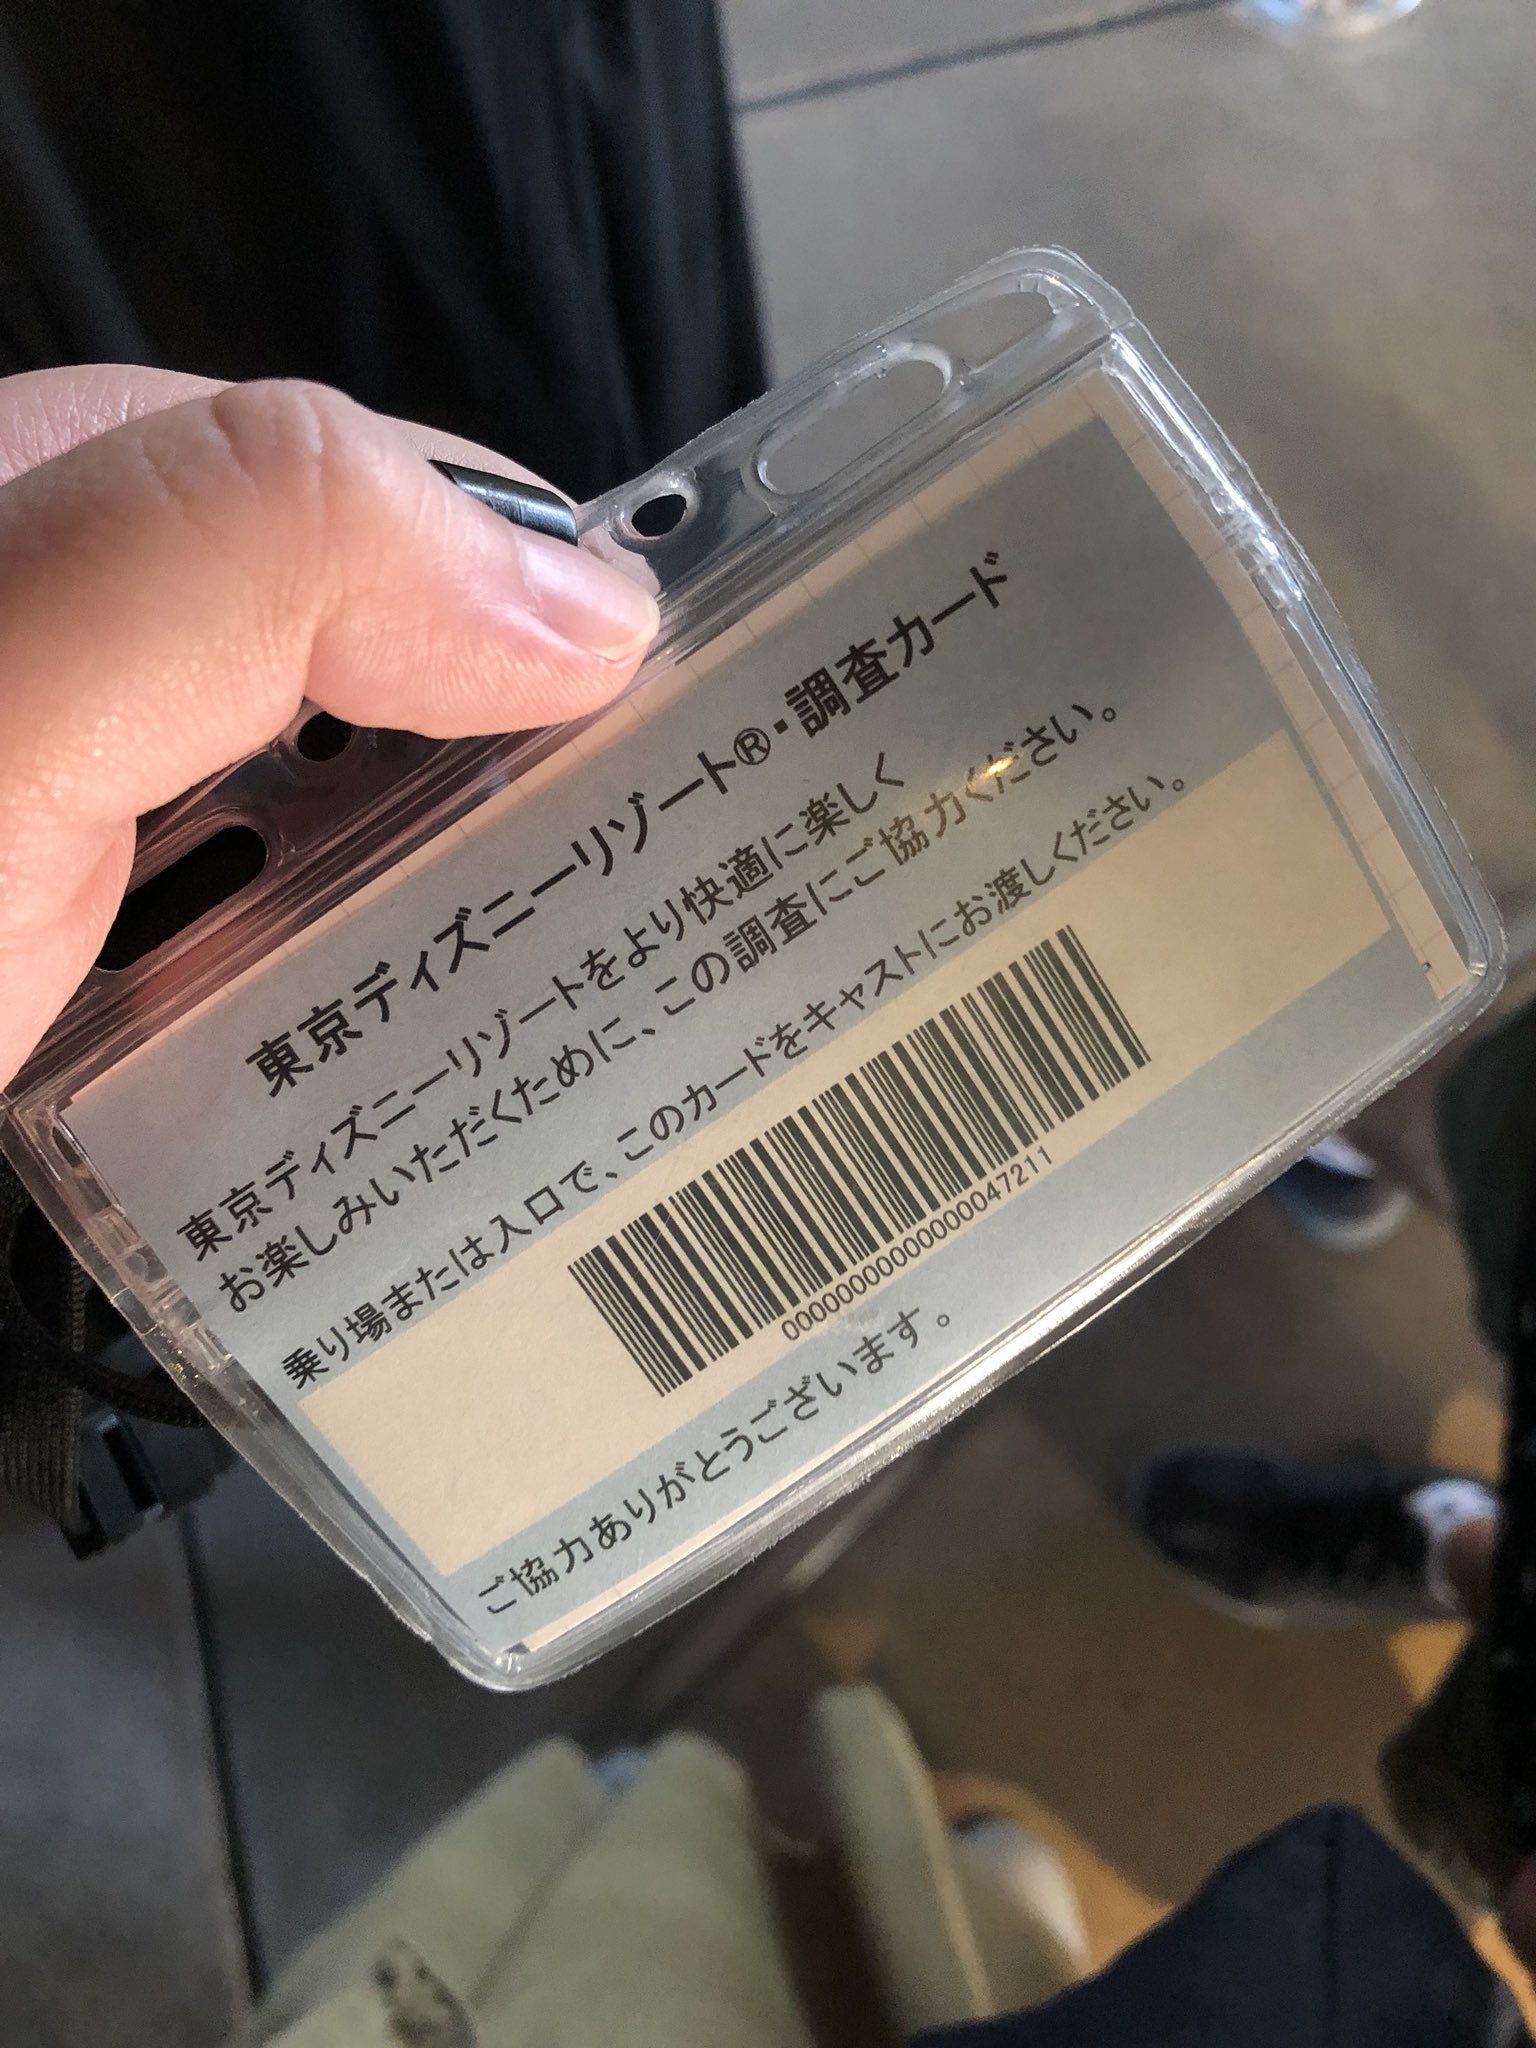 東京ディズニーリゾート®・調査カード
東京ディズニーリゾートをより快適に楽しく
お楽しみいただくために、この調査にご協力ください。
乗り場または入口で、このカードをキャストにお渡しください。
00000000000000047211
ご協力ありがとうございます。